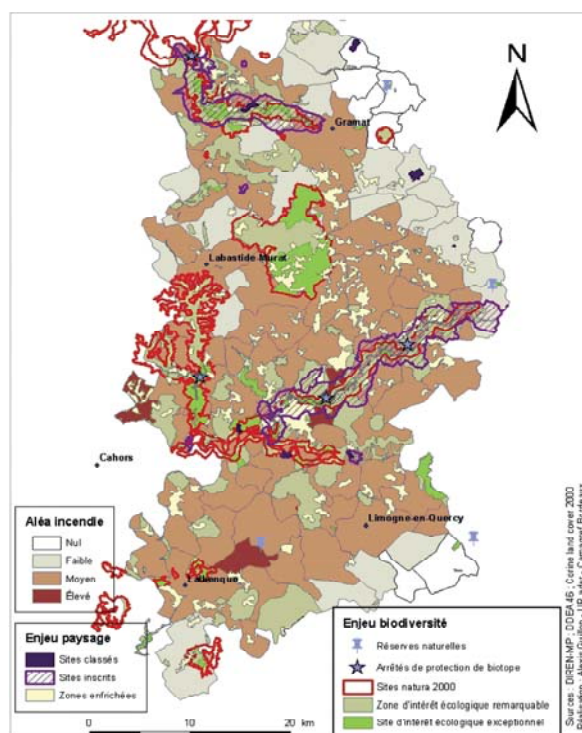 N
Gramat
Labastide-Murat
Cahors
Limogne-en-Quercy
Lalbenque
Aléa incendie
Nul
Faible
Moyen
Élevé
Enjeu paysage
Sites classés
Sites inscrits
Zones enfrichées
Enjeu biodiversité
Réserves naturelles
Arrêtés de protection de biotope
Sites natura 2000
Zone d'intérêt écologique remarquable
Site d'intérêt écologique exceptionnel
0 10 20 km
Sources : DIREN-MP ; DDEA46 ; Corine land cover 2000